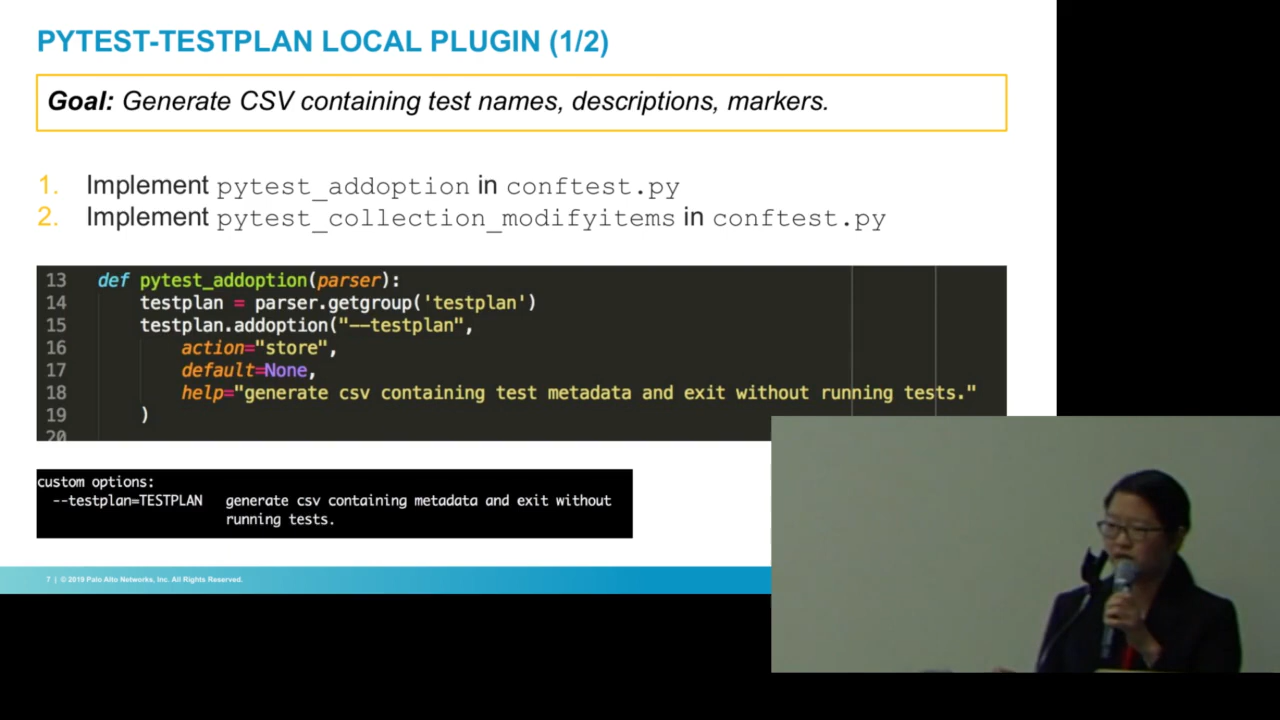 PYTEST-TESTPLAN LOCAL PLUGIN (1/2)
Goal: Generate CSV containing test names, descriptions, markers.
1. Implement pytest_addoption in conftest.py
2. Implement pytest_collection_modifyitems in conftest.py
13 def pytest_addoption(parser):
14 testplan = parser.getgroup('testplan')
15 testplan.addoption("--testplan",
16 action="store",
17 default=None,
18 help="generate csv containing test metadata and exit without running tests."
19 )
20
custom options:
--testplan=TESTPLAN generate csv containing metadata and exit without
running tests.
7 | © 2019 Palo Alto Networks, Inc. All Rights Reserved.